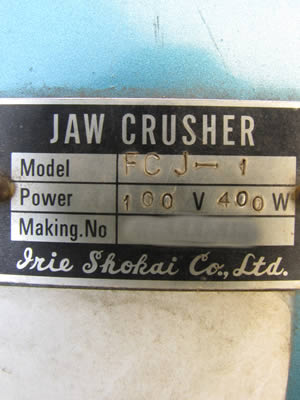 JAW CRUSHER
Model FCJ-1
Power 100 V 400 W
Making.No
Irie Shokai Co., Ltd.